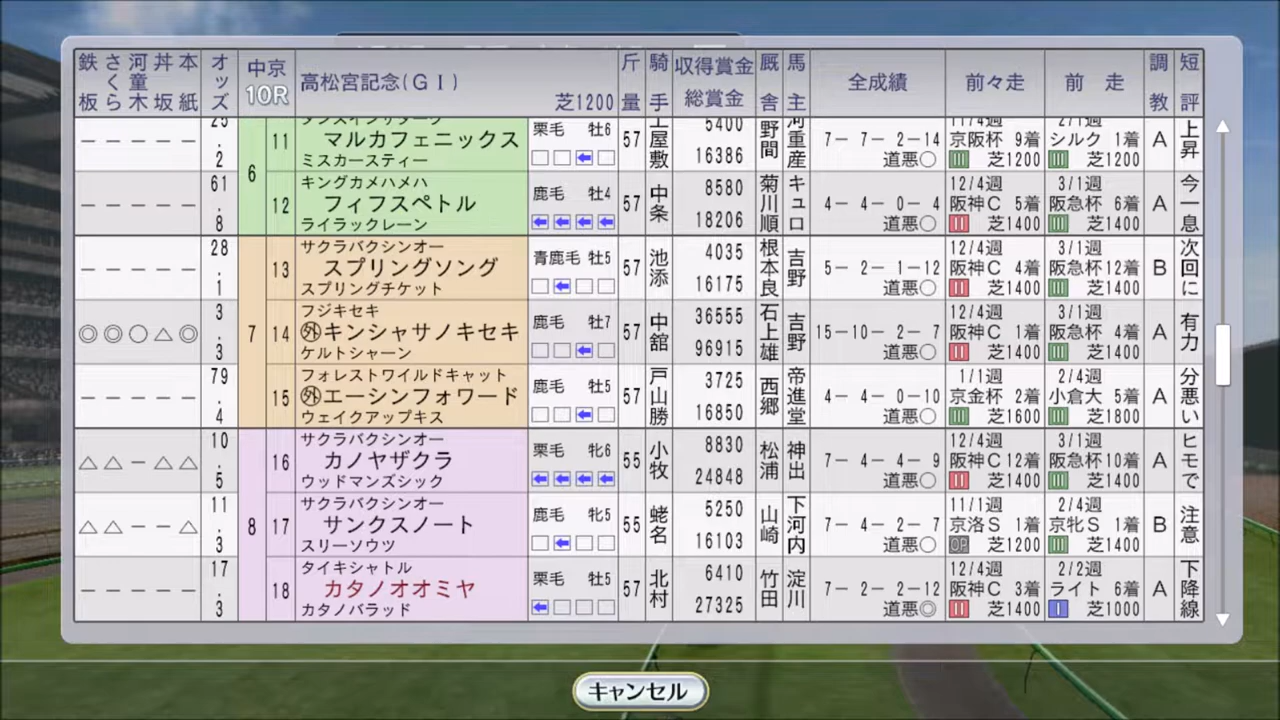 鉄板 さくら 河童木 丼坂 本紙 オッズ 中京 10R 高松宮記念(GI) 芝1200 斤量 騎手 収得賞金 総賞金 厩舎 馬主 全成績 前々走 前走 調教 短評
－－－－－ .2 6 11 マルカフェニックス ミスカースティー 栗毛 牡6 57 5400 16386 野間 7－7－2－14 道悪○ 京阪杯 9着 III 芝1200 シルク 1着 III 芝1200 A 上昇
－－－－－ 61.8 12 キングカメハメハ フィフスペトル ライラックレーン 鹿毛 牡4 57 中条 8580 18206 菊川順 キュロ 4－4－0－4 道悪○ 12/4週 阪神C 5着 II 芝1400 3/1週 阪急杯 6着 III 芝1400 A 今一息
－－－－－ 28.1 7 13 サクラバクシンオー スプリングソング スプリングチケット 青鹿毛 牡5 57 池添 4035 16175 根本良 吉野 5－2－1－12 道悪○ 12/4週 阪神C 4着 II 芝1400 3/1週 阪急杯 12着 III 芝1400 B 次回に
◎◎○△◎ 3.3 14 フジキセキ 外キンシャサノキセキ ケルトシャーン 鹿毛 牡7 57 中舘 36555 96915 石上雄 吉野 15－10－2－7 道悪○ 12/4週 阪神C 1着 II 芝1400 3/1週 阪急杯 4着 III 芝1400 A 有力
－－－－－ 79.4 15 フォレストワイルドキャット 外エーシンフォワード ウェイクアップキス 鹿毛 牡5 57 戸山勝 3725 16850 西郷 帝進堂 4－4－0－10 道悪○ 1/1週 京金杯 2着 III 芝1600 2/4週 小倉大 5着 III 芝1800 A 分悪い
△△－△△ 10.5 8 16 サクラバクシンオー カノヤザクラ ウッドマンズシック 栗毛 牝6 55 小牧 8830 24848 松浦 神出 7－4－4－9 道悪○ 12/4週 阪神C 12着 II 芝1400 3/1週 阪急杯 10着 III 芝1400 A ヒモで
△△－－△ 11.3 17 サクラバクシンオー サンクスノート スリーソウツ 鹿毛 牝5 55 蛯名 5250 16103 山崎 下河内 7－4－2－7 道悪○ 11/1週 京洛S 1着 OP 芝1200 2/4週 京牝S 1着 III 芝1400 B 注意
－－－－－ 17.3 18 タイキシャトル カタノオオミヤ カタノバラッド 栗毛 牡5 57 北村 6410 27325 竹田 淀川 7－2－2－12 道悪◎ 12/4週 阪神C 3着 II 芝1400 2/2週 ライト 6着 I 芝1000 A 下降線
キャンセル